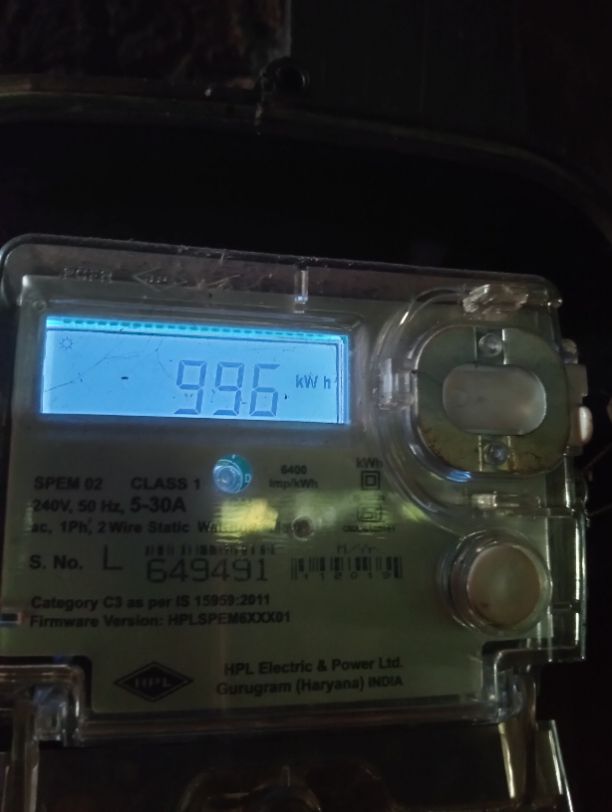 996 kWh
SPEM 02 CLASS 1
6400
imp/kWh
kWh
240V, 50 Hz, 5-30A
ac, 1Ph, 2 Wire Static
S. No. L 649491
112019
Category C3 as per IS 15959:2011
Firmware Version: HPLSPEM6XXX01
HPL
HPL Electric & Power Ltd.
Gurugram (Haryana) INDIA